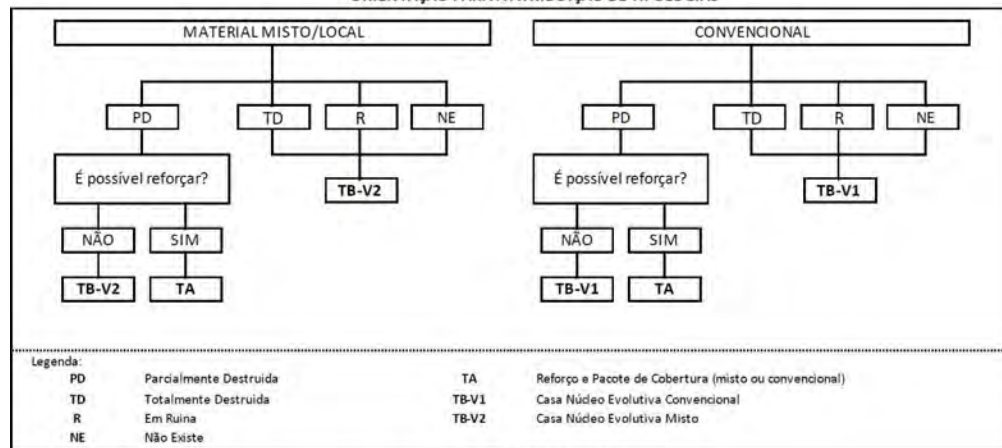 MATERIAL MISTO/LOCAL
PD TD R NE
É possível reforçar?
TB-V2
NÃO SIM
TB-V2 TA
CONVENCIONAL
PD TD R NE
É possível reforçar?
TB-V1
NÃO SIM
TB-V1 TA
Legenda:
PD Parcialmente Destruida
TD Totalmente Destruida
R Em Ruina
NE Não Existe
TA Reforço e Pacote de Cobertura (misto ou convencional)
TB-V1 Casa Núcleo Evolutiva Convencional
TB-V2 Casa Núcleo Evolutiva Misto